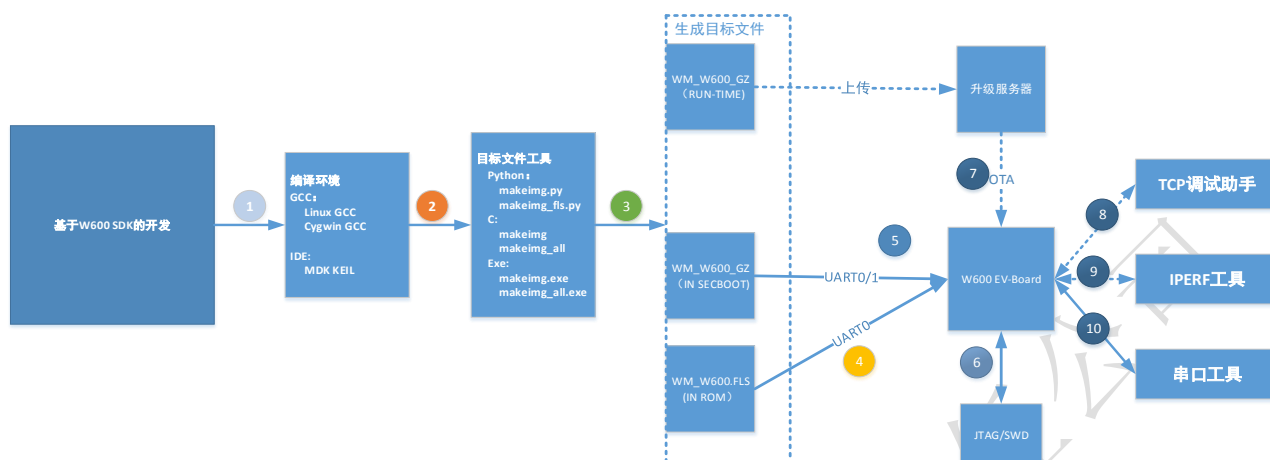 基于W600 SDK的开发
1
编译环境
GCC：
Linux GCC
Cygwin GCC
IDE:
MDK KEIL
2
目标文件工具
Python：
makeimg.py
makeimg_fls.py
C:
makeimg
makeimg_all
Exe:
makeimg.exe
makeimg_all.exe
3
生成目标文件
WM_W600_GZ
（RUN-TIME)
WM_W600_GZ
（IN SECBOOT)
WM_W600.FLS
(IN ROM）
上传
升级服务器
7
OTA
5
UART0/1
UART0
4
W600 EV-Board
6
JTAG/SWD
8
TCP调试助手
9
IPERF工具
10
串口工具